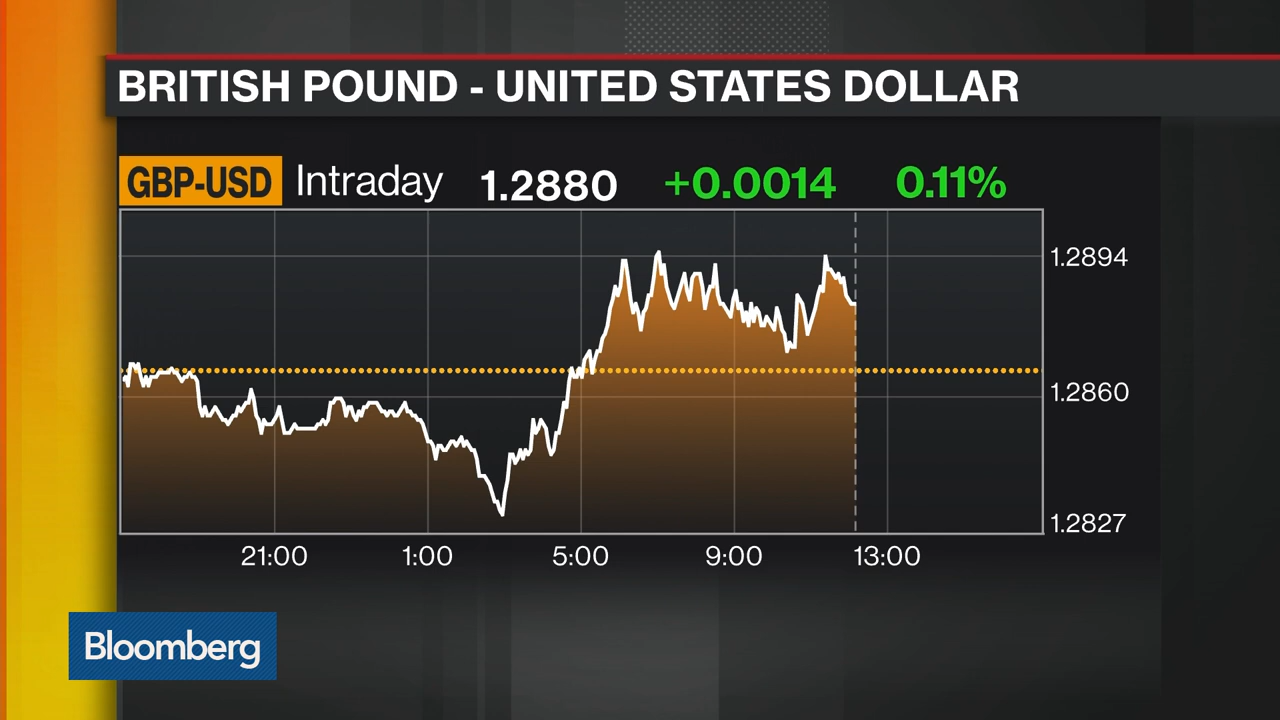 BRITISH POUND - UNITED STATES DOLLAR
GBP-USD Intraday 1.2880 +0.0014 0.11%
1.2894
1.2860
1.2827
21:00 1:00 5:00 9:00 13:00
Bloomberg